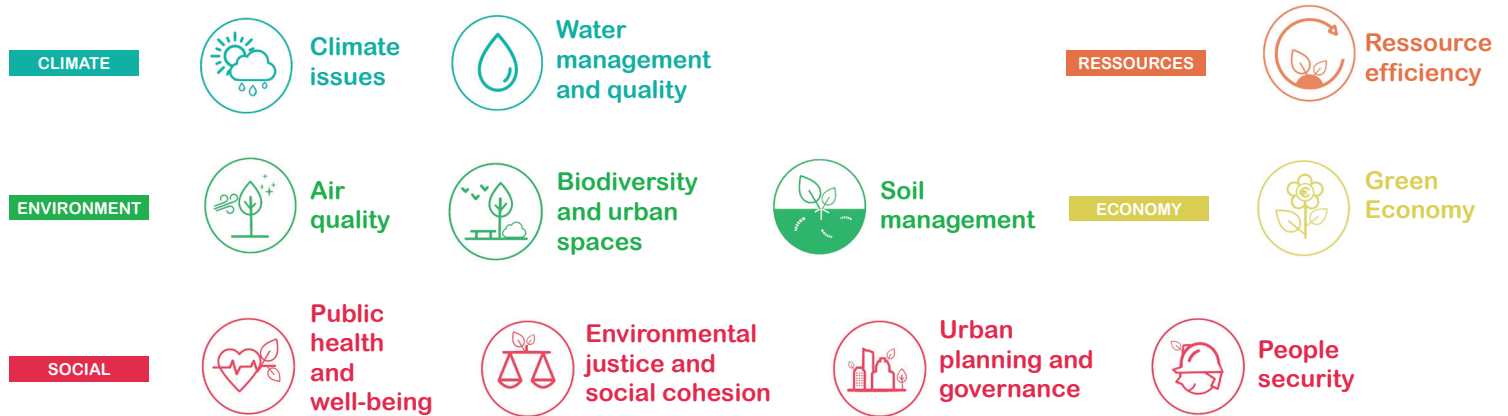 CLIMATE
Climate
issues
Water
management
and quality
RESSOURCES
Ressource
efficiency
ENVIRONMENT
Air
quality
Biodiversity
and urban
spaces
Soil
management
ECONOMY
€
Green
Economy
SOCIAL
Public
health
and
well-being
Environmental
justice and
social cohesion
Urban
planning and
governance
People
security